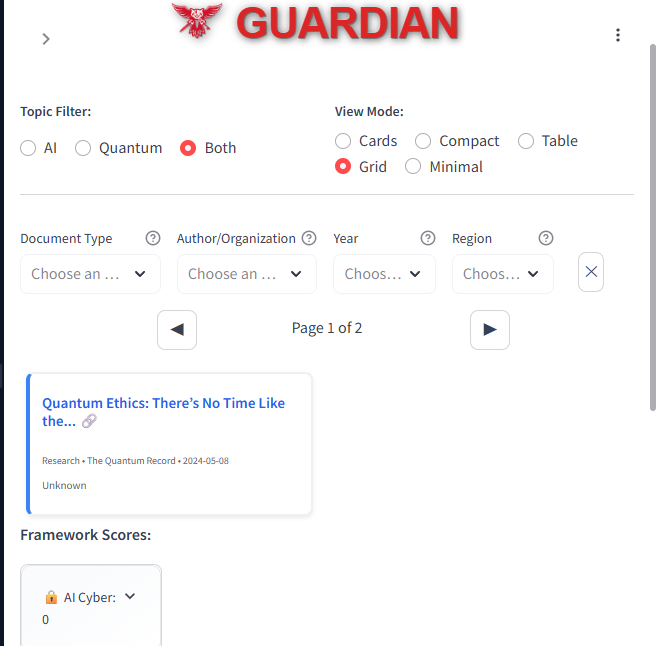 GUARDIAN
Topic Filter:
AI Quantum Both
View Mode:
Cards Compact Table
Grid Minimal
Document Type Author/Organization Year Region
Choose an ... Choose an ... Choos... Choos...
Page 1 of 2
Quantum Ethics: There’s No Time Like
the...
Research • The Quantum Record • 2024-05-08
Unknown
Framework Scores:
AI Cyber:
0